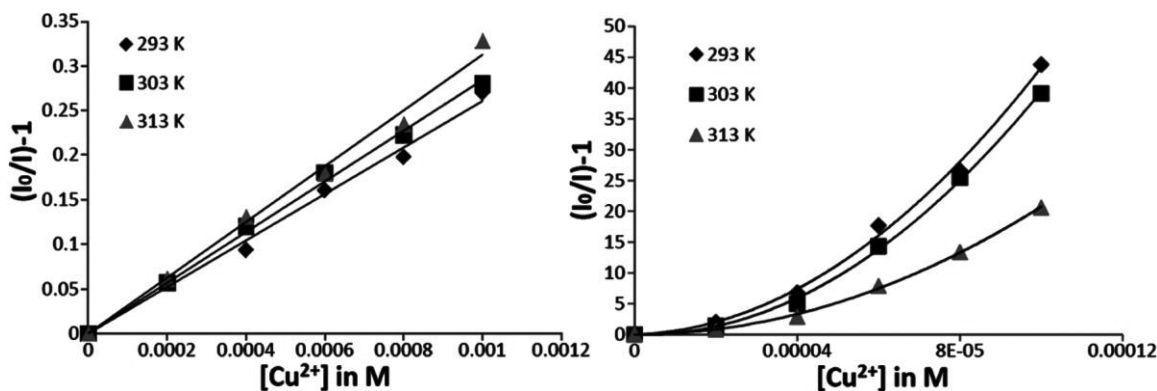 (I₀/I)-1
0.35
0.3
0.25
0.2
0.15
0.1
0.05
0
293 K
303 K
313 K
0 0.0002 0.0004 0.0006 0.0008 0.001 0.0012
[Cu²⁺] in M
(I₀/I)-1
50
45
40
35
30
25
20
15
10
5
0
293 K
303 K
313 K
0 0.00004 8E-05 0.00012
[Cu²⁺] in M